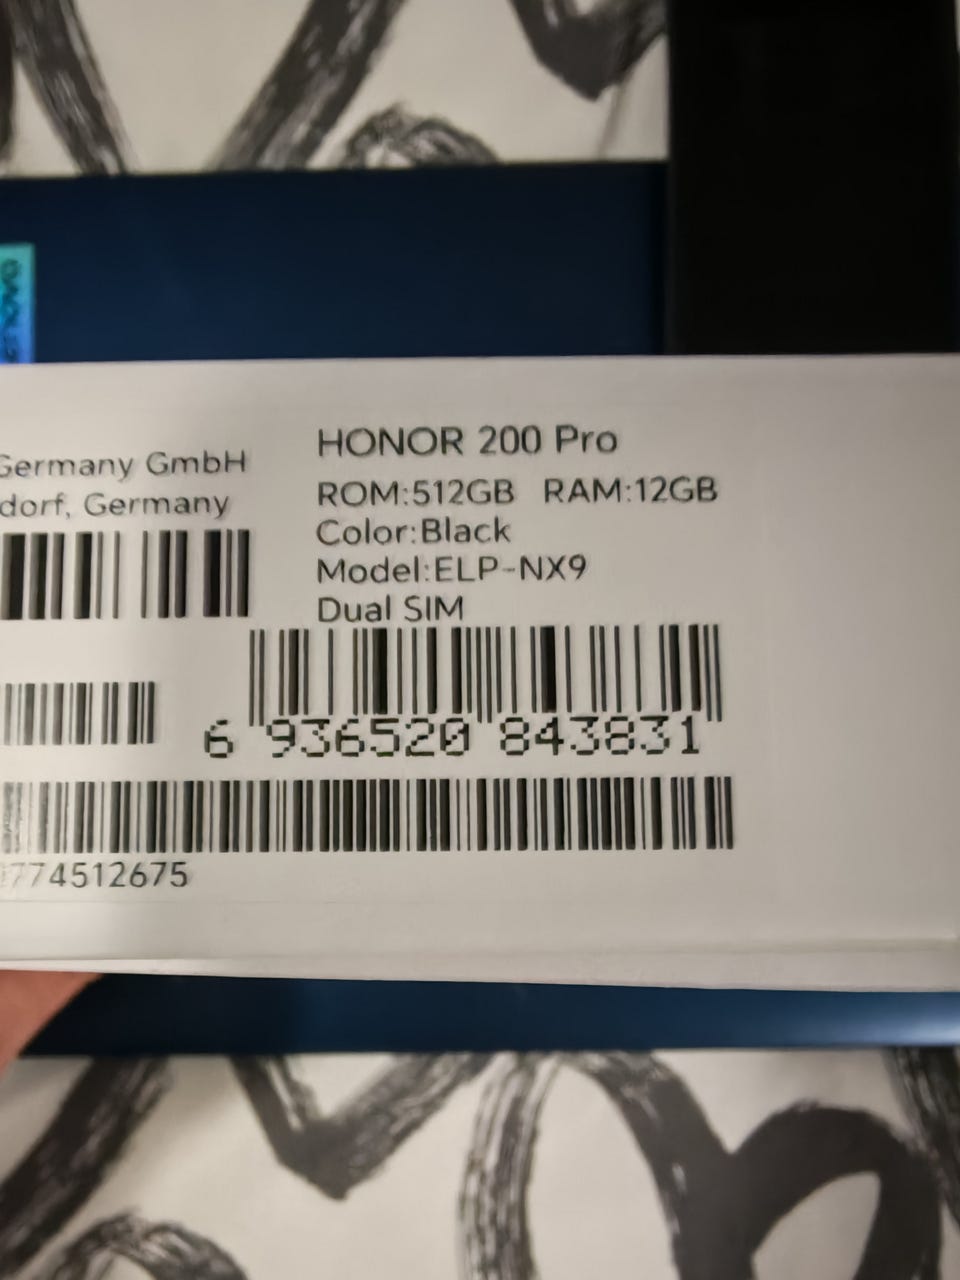 Germany GmbH
dorf, Germany
HONOR 200 Pro
ROM:512GB RAM:12GB
Color:Black
Model:ELP-NX9
Dual SIM
6 936520 843831
774512675